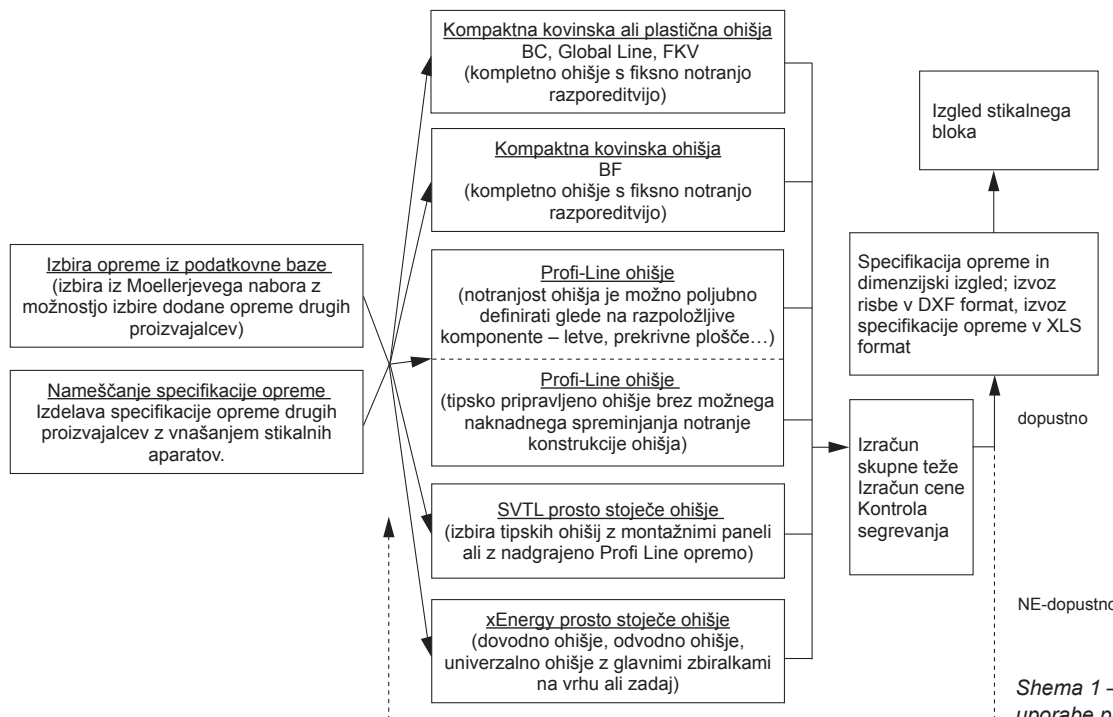 Kompaktna kovinska ali plastična ohišja
BC, Global Line, FKV
(kompletno ohišje s fiksno notranjo
razporeditvijo)
Kompaktna kovinska ohišja
BF
(kompletno ohišje s fiksno notranjo
razporeditvijo)
Izbira opreme iz podatkovne baze
(izbira iz Moellerjevega nabora z
možnostjo izbire dodane opreme drugih
proizvajalcev)
Nameščanje specifikacije opreme
Izdelava specifikacije opreme drugih
proizvajalcev z vnašanjem stikalnih
aparatov.
Profi-Line ohišje
(notranjost ohišja je možno poljubno
definirati glede na razpoložljive
komponente – letve, prekrivne plošče…)
Profi-Line ohišje
(tipsko pripravljeno ohišje brez možnega
naknadnega spreminjanja notranje
konstrukcije ohišja)
SVTL prosto stoječe ohišje
(izbira tipskih ohišij z montažnimi paneli
ali z nadgrajeno Profi Line opremo)
xEnergy prosto stoječe ohišje
(dovodno ohišje, odvodno ohišje,
univerzalno ohišje z glavnimi zbiralkami
na vrhu ali zadaj)
Izračun
skupne teže
Izračun cene
Kontrola
segrevanja
Izgled stikalnega
bloka
Specifikacija opreme in
dimenzijski izgled; izvoz
risbe v DXF format, izvoz
specifikacije opreme v XLS
format
dopustno
NE-dopustno
Shema 1 –
uporabe p